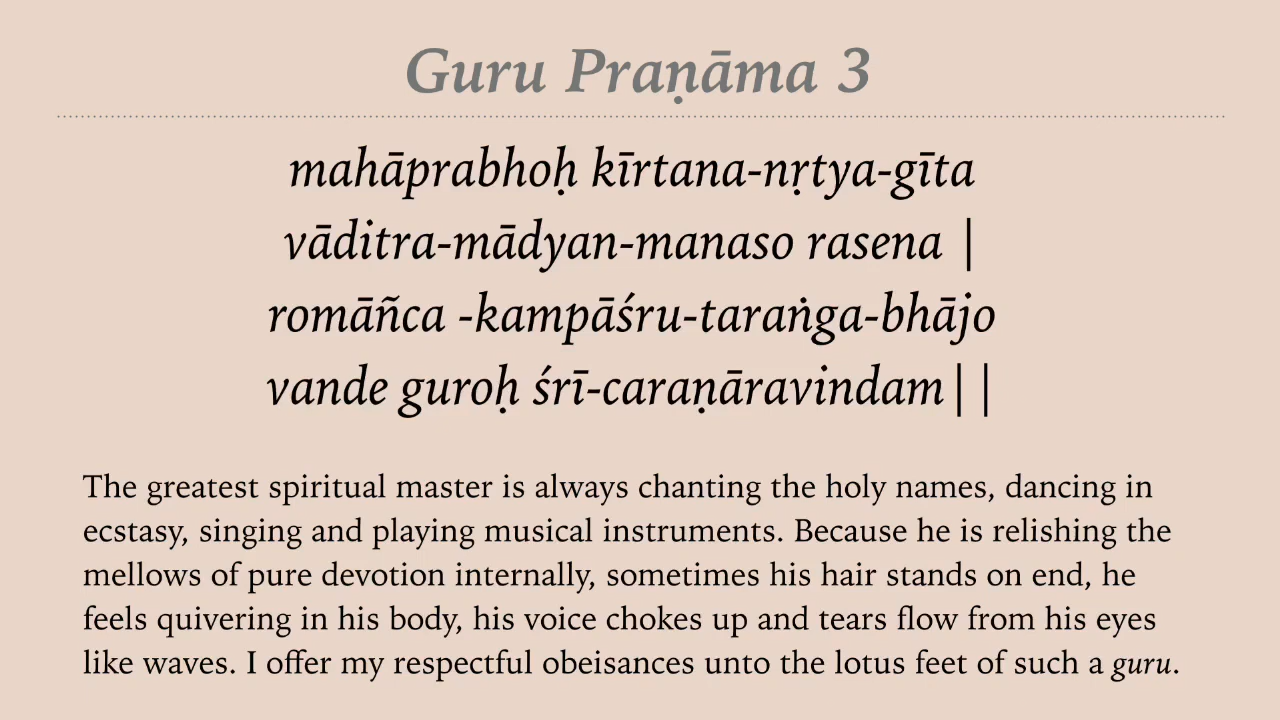 Guru Praṇāma 3
mahāprabhoḥ kīrtana-nṛtya-gīta
vāditra-mādyan-manaso rasena |
romāñca -kampāśru-taraṅga-bhājo
vande guroḥ śrī-caraṇāravindam||
The greatest spiritual master is always chanting the holy names, dancing in
ecstasy, singing and playing musical instruments. Because he is relishing the
mellows of pure devotion internally, sometimes his hair stands on end, he
feels quivering in his body, his voice chokes up and tears flow from his eyes
like waves. I offer my respectful obeisances unto the lotus feet of such a guru.